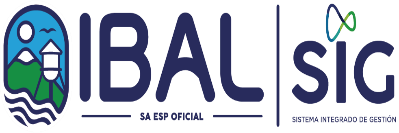 IBAL
SA ESP OFICIAL
SIG
SISTEMA INTEGRADO DE GESTIÓN